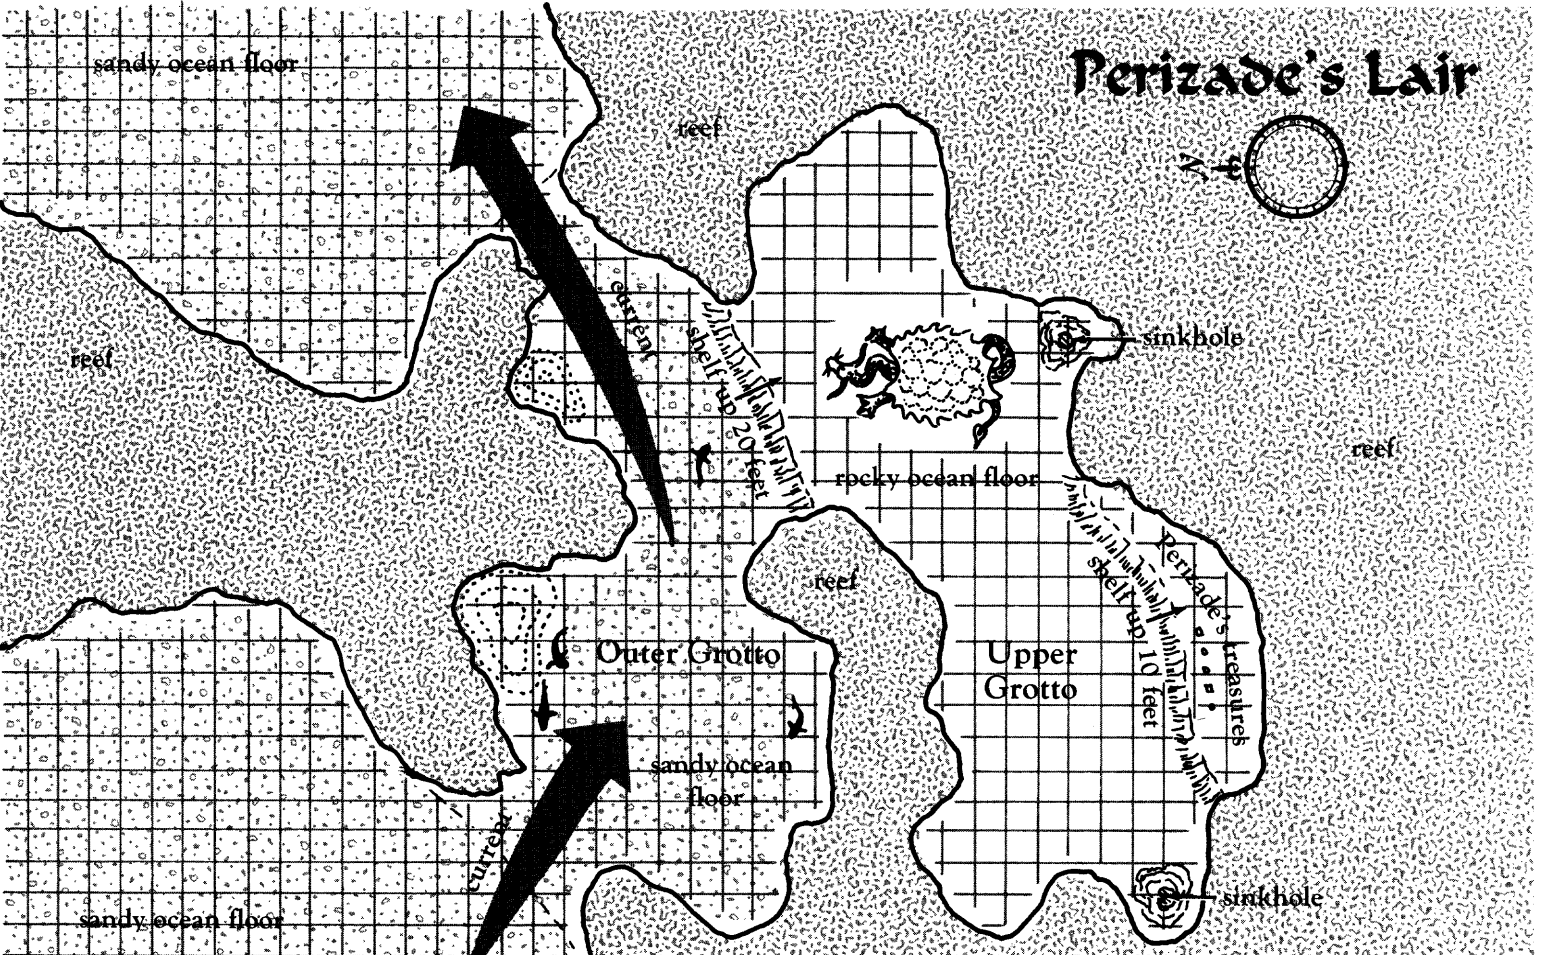 sandy ocean floor
Perizade's Lair
reef
N
current
shelf up 20 feet
sinkhole
reef
reef
rocky ocean floor
Perizade's treasures
shelf up 10 feet
reef
Outer Grotto
Upper
Grotto
sandy ocean
floor
current
sandy ocean floor
sinkhole